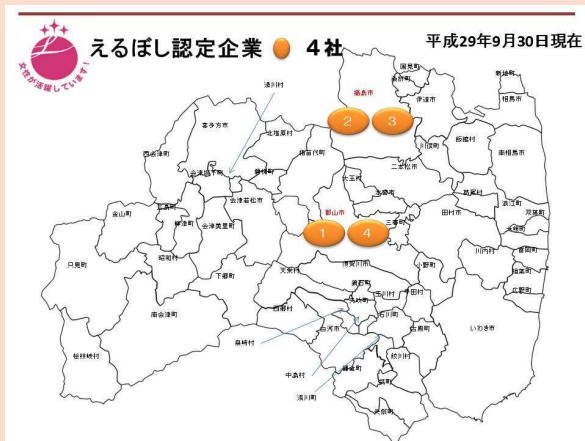 えるぼし認定企業 4社
平成29年9月30日現在
女性が活躍しています!
国見町
桑折町
新地町
福島市
伊達市
相馬市
湯川村
喜多方市
北塩原村
2
3
川俣町
飯舘村
南相馬市
西会津町
猪苗代町
二本松市
会津坂下町
磐梯町
大玉村
本宮市
葛尾村
浪江町
双葉町
金山町
柳津町
会津若松市
会津美里町
郡山市
三春町
田村市
大熊町
富岡町
1
4
只見町
昭和村
川内村
楢葉町
広野町
下郷町
天栄村
須賀川市
小野町
鏡石町
玉川村
平田村
南会津町
西郷村
矢吹町
石川町
古殿町
いわき市
白河市
泉崎村
檜枝岐村
中島村
浅川町
鮫川村
棚倉町
塙町
矢祭町